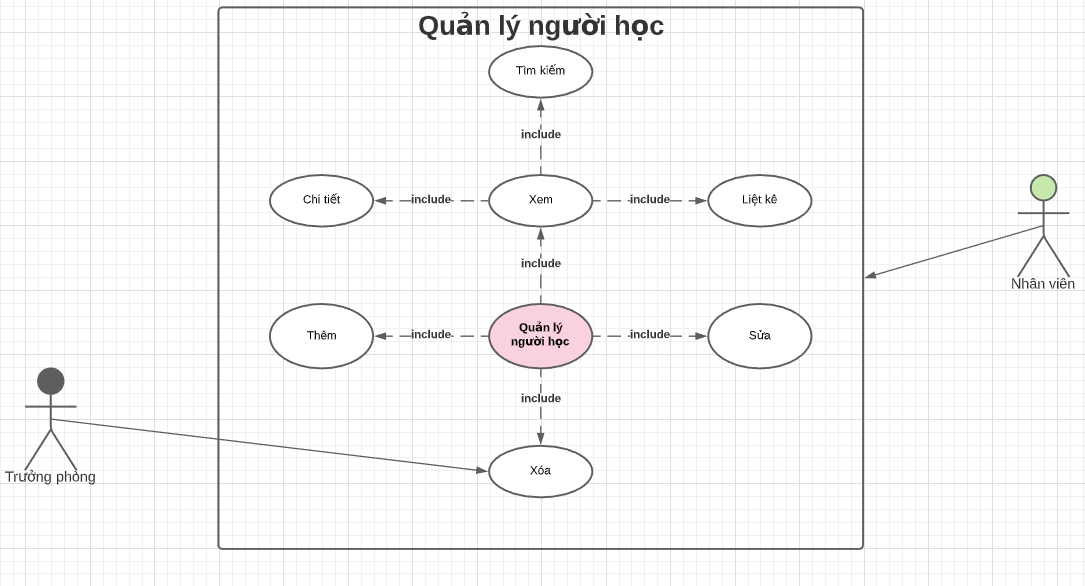 Quản lý người học
Tìm kiếm
include
Chi tiết
include
Xem
include
Liệt kê
Nhân viên
include
Thêm
include
Quản lý
người học
include
Sửa
include
Trưởng phòng
Xóa